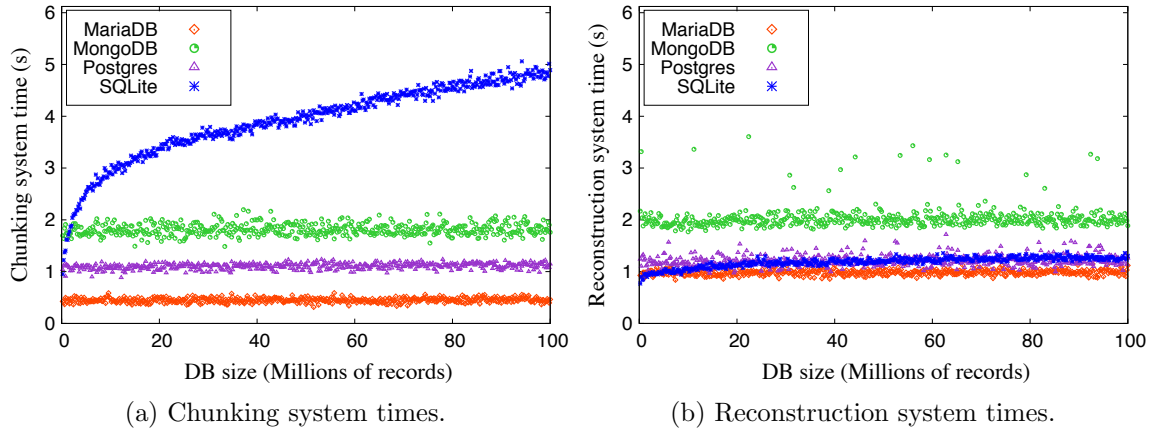 Chunking system time (s)
6
5
4
3
2
1
0
MariaDB
MongoDB
Postgres
SQLite
0 20 40 60 80 100
DB size (Millions of records)
(a) Chunking system times.
Reconstruction system time (s)
6
5
4
3
2
1
0
MariaDB
MongoDB
Postgres
SQLite
0 20 40 60 80 100
DB size (Millions of records)
(b) Reconstruction system times.